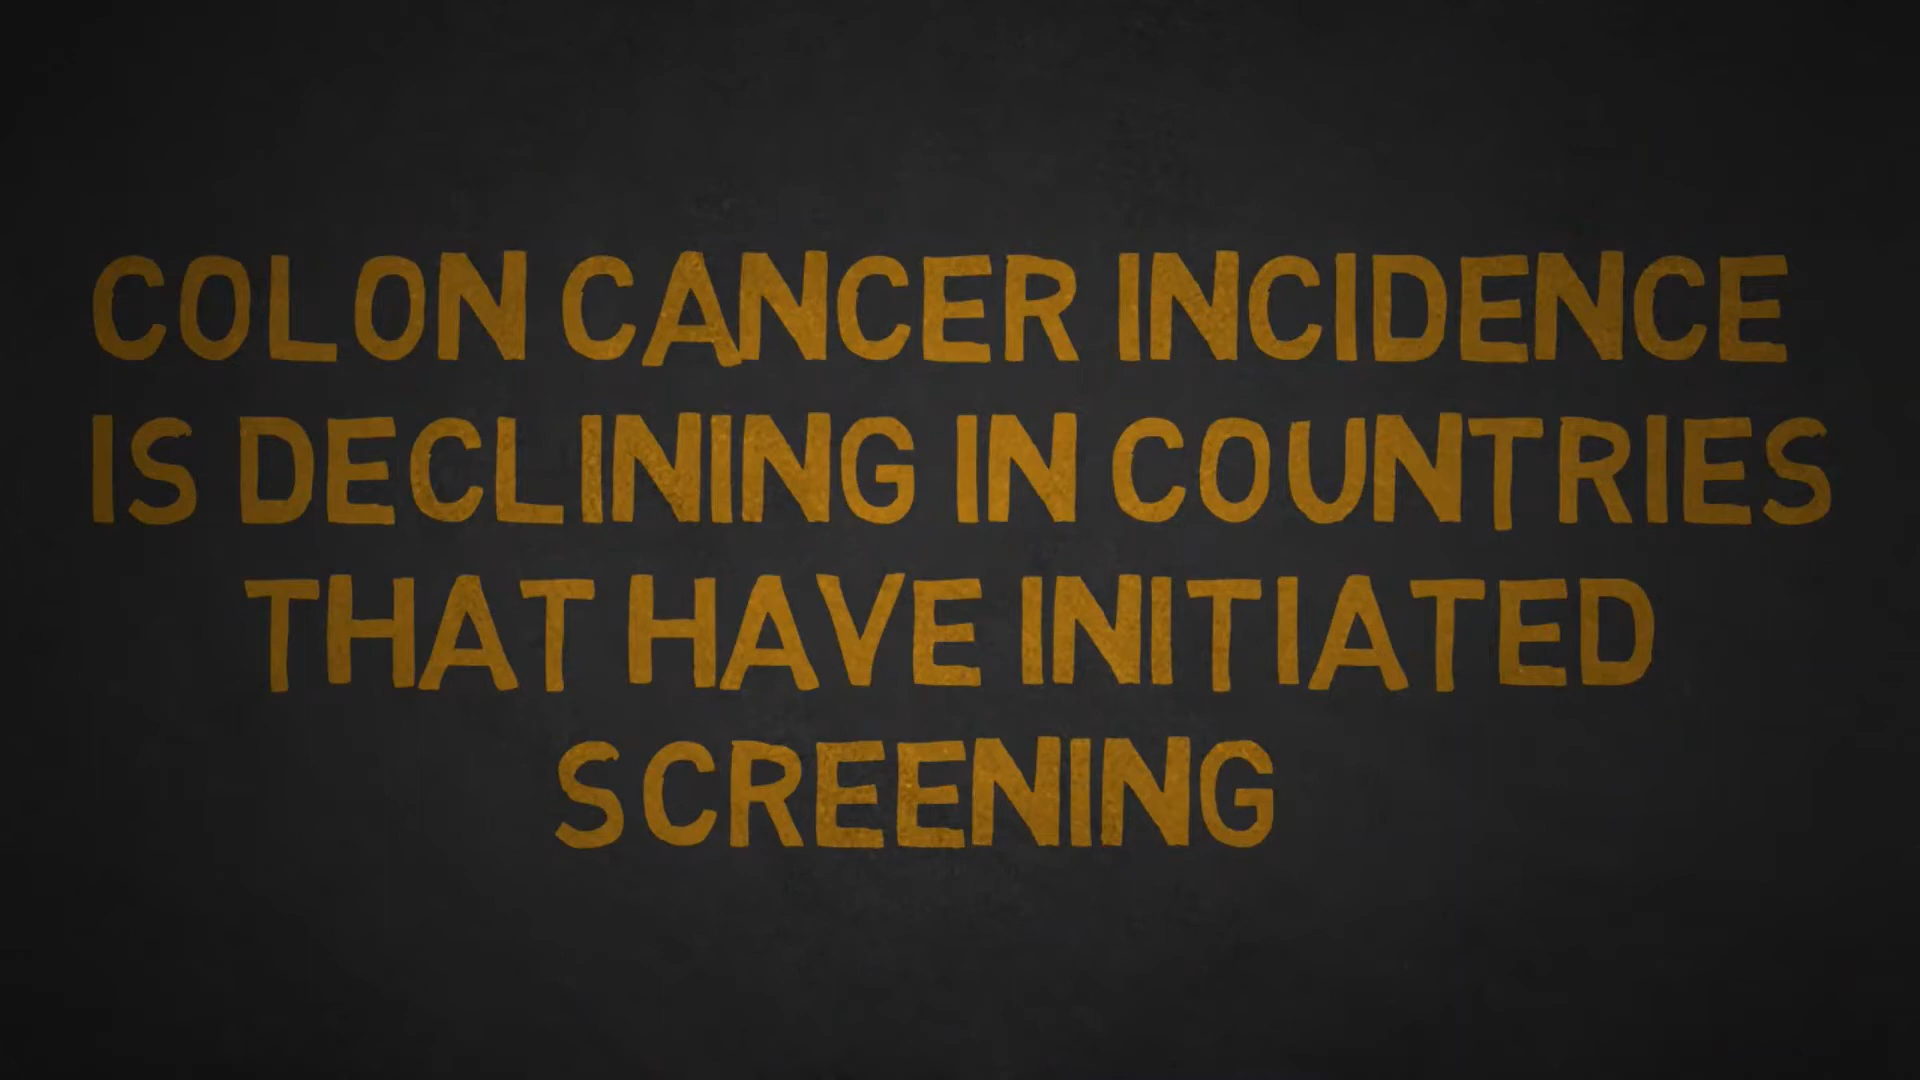 COLON CANCER INCIDENCE
IS DECLINING IN COUNTRIES
THAT HAVE INITIATED
SCREENING